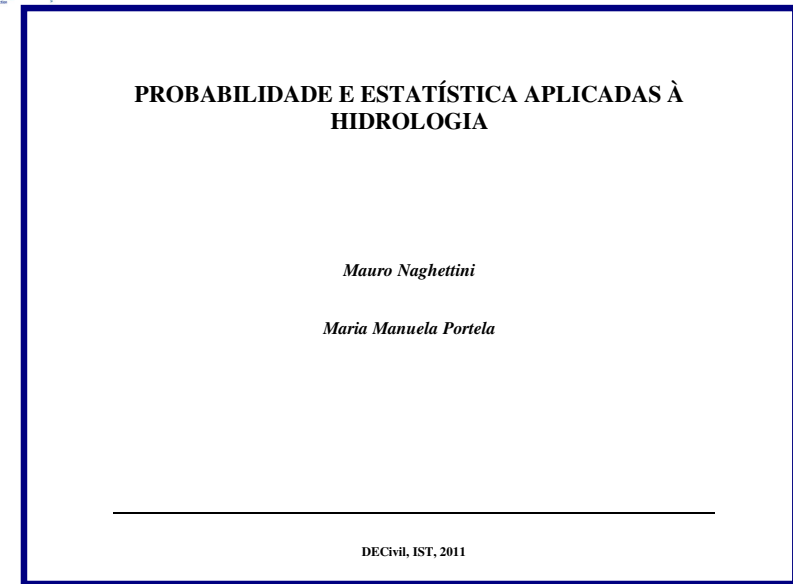 PROBABILIDADE E ESTATÍSTICA APLICADAS À
HIDROLOGIA
Mauro Naghettini
Maria Manuela Portela
DECivil, IST, 2011